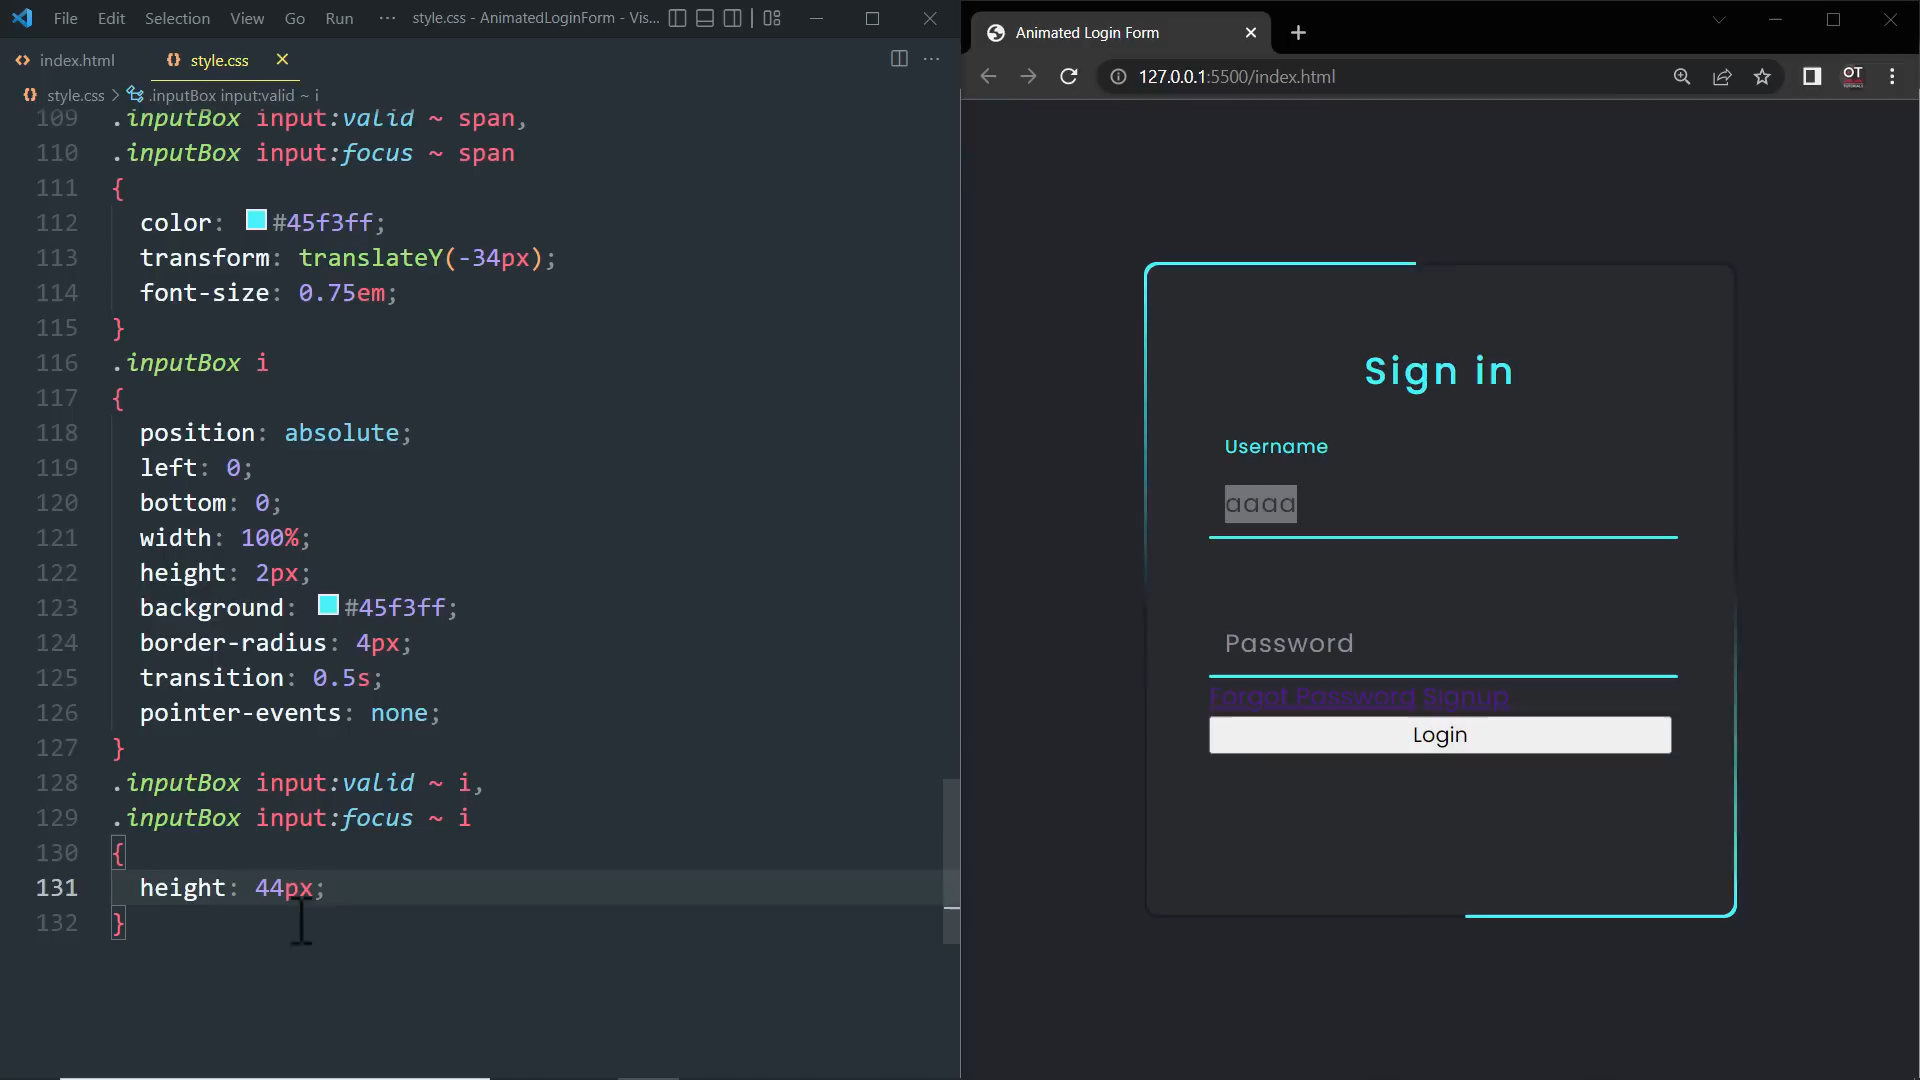 File Edit Selection View Go Run ··· style.css - AnimatedLoginForm - Vis...
index.html style.css
style.css > .inputBox input:valid ~ i
109 .inputBox input:valid ~ span,
110 .inputBox input:focus ~ span
111 {
112 color: #45f3ff;
113 transform: translateY(-34px);
114 font-size: 0.75em;
115 }
116 .inputBox i
117 {
118 position: absolute;
119 left: 0;
120 bottom: 0;
121 width: 100%;
122 height: 2px;
123 background: #45f3ff;
124 border-radius: 4px;
125 transition: 0.5s;
126 pointer-events: none;
127 }
128 .inputBox input:valid ~ i,
129 .inputBox input:focus ~ i
130 {
131 height: 44px;
132 }
Animated Login Form
127.0.0.1:5500/index.html
OT
Sign in
Username
aaaa
Password
Forgot Password Signup
Login